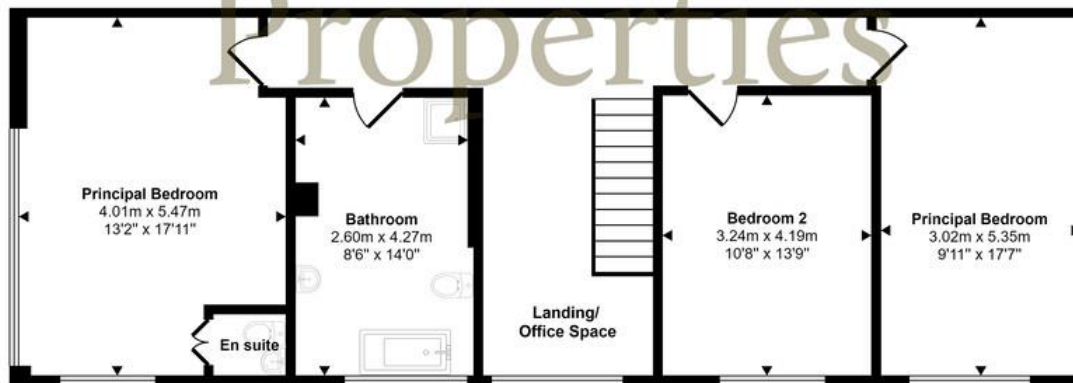 Properties
Principal Bedroom
4.01m x 5.47m
13'2" x 17'11"
Bathroom
2.60m x 4.27m
8'6" x 14'0"
Bedroom 2
3.24m x 4.19m
10'8" x 13'9"
Principal Bedroom
3.02m x 5.35m
9'11" x 17'7"
Landing/
Office Space
En suite